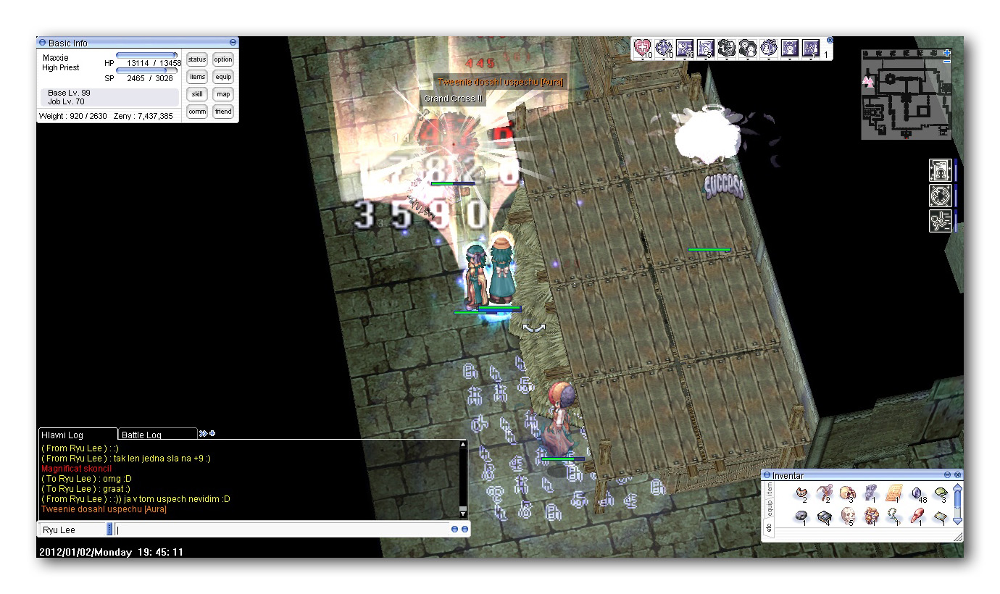 Basic Info
Maxxie
High Priest
HP 13114 / 13458
SP 2465 / 3028
Base Lv. 99
Job Lv. 70
Weight : 920 / 2630 Zeny : 7,437,385
status option
items equip
skill map
comm friend
445
Tweenie dosahl uspechu [Aura]
Grand Cross !!
3590
SUCCESS
1
Hlavni Log
Battle Log
( From Ryu Lee ) : :)
( From Ryu Lee ) : tak len jedna sla na +9 :)
Magnificat skoncil
( To Ryu Lee ) : omg :D
( To Ryu Lee ) : graat :)
( From Ryu Lee ) : :)) ja v tom uspech nevidim :D
Tweenie dosahl uspechu [Aura]
Ryu Lee
Inventar
item
equip
etc
2 2 3 1 1 48 3
1 4 5 1 1 1 1
2012/01/02/Monday 19: 45: 11